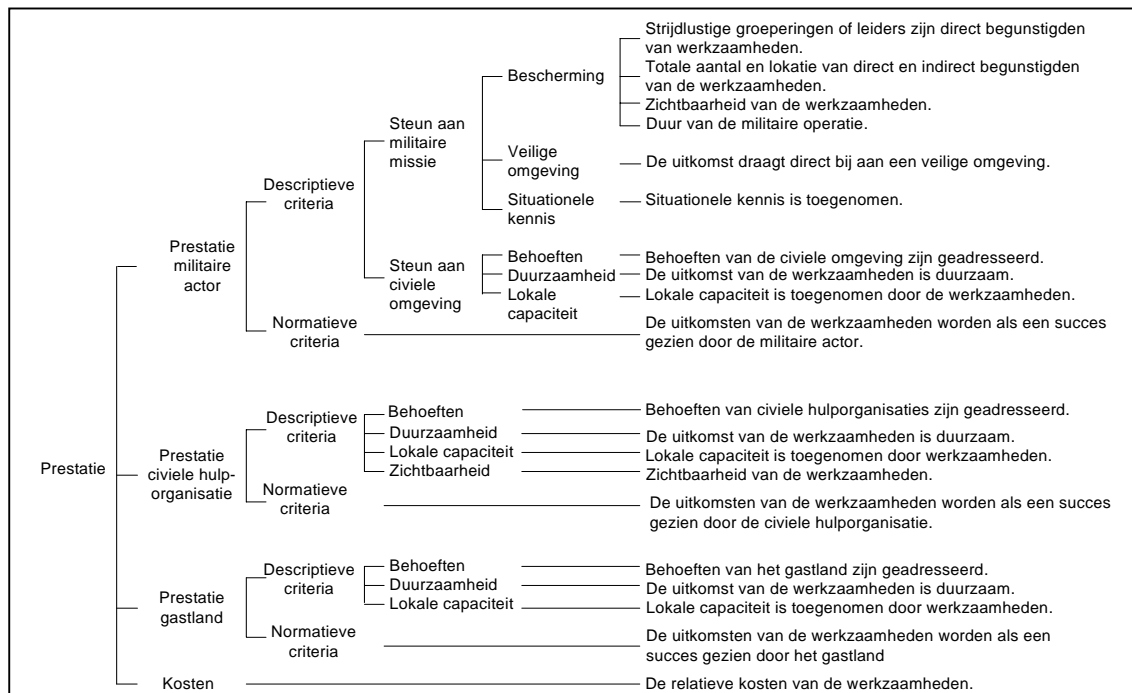 Strijdlustige groeperingen of leiders zijn direct begunstigden
van werkzaamheden.
Bescherming
Totale aantal en lokatie van direct en indirect begunstigden
van de werkzaamheden.
Zichtbaarheid van de werkzaamheden.
Duur van de militaire operatie.
Steun aan
militaire
missie
Veilige
omgeving
De uitkomst draagt direct bij aan een veilige omgeving.
Descriptieve
criteria
Situationele
kennis
Situationele kennis is toegenomen.
Prestatie
militaire
actor
Steun aan
civiele
omgeving
Behoeften
Behoeften van de civiele omgeving zijn geadresseerd.
Duurzaamheid
De uitkomst van de werkzaamheden is duurzaam.
Lokale
capaciteit
Lokale capaciteit is toegenomen door de werkzaamheden.
Normatieve
criteria
De uitkomsten van de werkzaamheden worden als een succes
gezien door de militaire actor.
Prestatie
Prestatie
civiele hulp-
organisatie
Descriptieve
criteria
Behoeften
Behoeften van civiele hulporganisaties zijn geadresseerd.
Duurzaamheid
De uitkomst van de werkzaamheden is duurzaam.
Lokale capaciteit
Lokale capaciteit is toegenomen door werkzaamheden.
Zichtbaarheid
Zichtbaarheid van de werkzaamheden.
Normatieve
criteria
De uitkomsten van de werkzaamheden worden als een succes
gezien door de civiele hulporganisatie.
Prestatie
gastland
Descriptieve
criteria
Behoeften
Behoeften van het gastland zijn geadresseerd.
Duurzaamheid
De uitkomst van de werkzaamheden is duurzaam.
Lokale capaciteit
Lokale capaciteit is toegenomen door werkzaamheden.
Normatieve
criteria
De uitkomsten van de werkzaamheden worden als een
succes gezien door het gastland
Kosten
De relatieve kosten van de werkzaamheden.